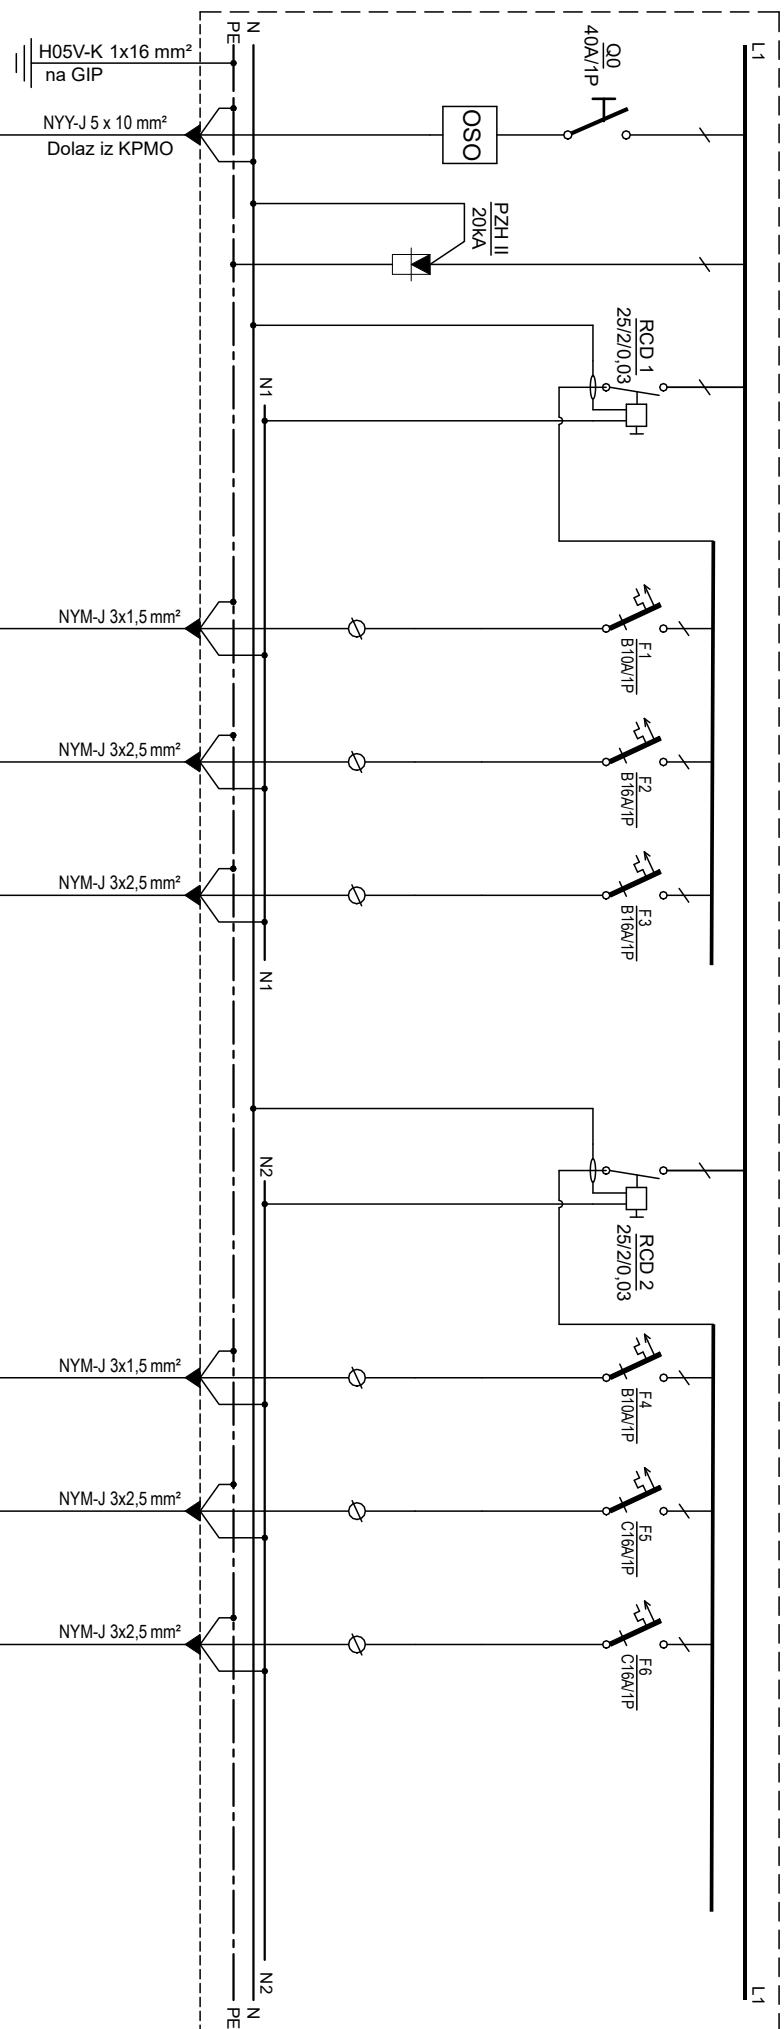 PE
N
L1
H05V-K 1x16 mm²
na GIP
NYY-J 5 x 10 mm²
Dolaz iz KPMO
OSO
Q0
40A/1P
PZH II
20kA
RCD 1
25/2/0,03
N1
NYM-J 3x1,5 mm²
F1
B10A/1P
NYM-J 3x2,5 mm²
F2
B16A/1P
NYM-J 3x2,5 mm²
F3
B16A/1P
N1
N2
RCD 2
25/2/0,03
NYM-J 3x1,5 mm²
F4
B10A/1P
NYM-J 3x2,5 mm²
F5
C16A/1P
NYM-J 3x2,5 mm²
F6
C16A/1P
N2
N
PE
L1